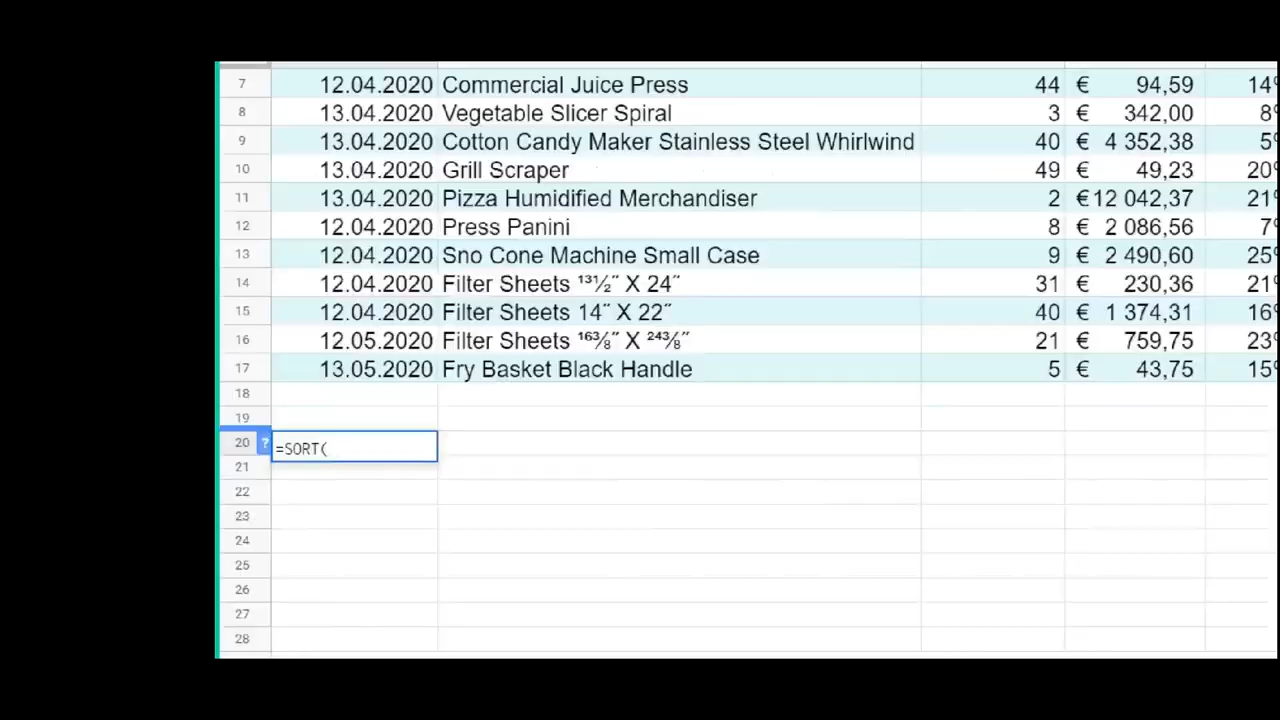 7 12.04.2020 Commercial Juice Press 44 € 94,59 14%
8 13.04.2020 Vegetable Slicer Spiral 3 € 342,00 8%
9 13.04.2020 Cotton Candy Maker Stainless Steel Whirlwind 40 € 4 352,38 5%
10 13.04.2020 Grill Scraper 49 € 49,23 20%
11 13.04.2020 Pizza Humidified Merchandiser 2 € 12 042,37 21%
12 12.04.2020 Press Panini 8 € 2 086,56 7%
13 12.04.2020 Sno Cone Machine Small Case 9 € 2 490,60 25%
14 12.04.2020 Filter Sheets ¹³½˝ X 24˝ 31 € 230,36 21%
15 12.04.2020 Filter Sheets 14˝ X 22˝ 40 € 1 374,31 16%
16 12.05.2020 Filter Sheets ¹⁶³⁄₈˝ X ²⁴³⁄₈˝ 21 € 759,75 23%
17 13.05.2020 Fry Basket Black Handle 5 € 43,75 15%
18
19
20 ? =SORT(
21
22
23
24
25
26
27
28